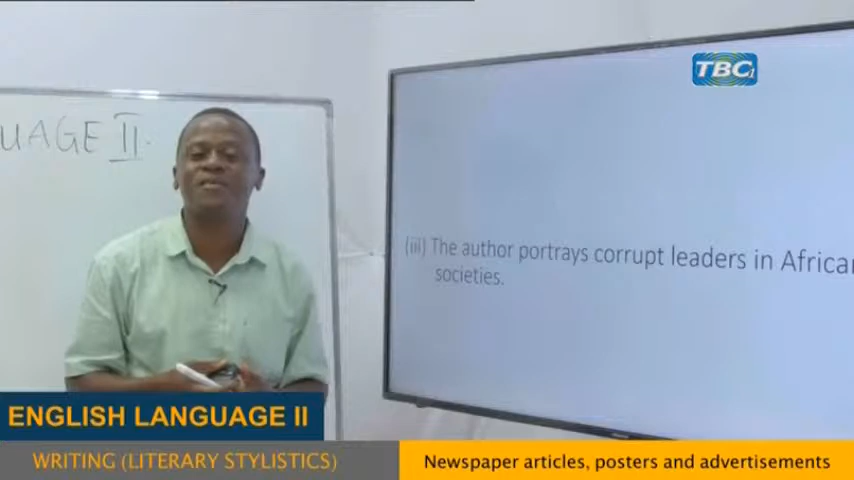 TBC1
UAGE II.
(iii) The author portrays corrupt leaders in African
societies.
ENGLISH LANGUAGE II
WRITING (LITERARY STYLISTICS)
Newspaper articles, posters and advertisements